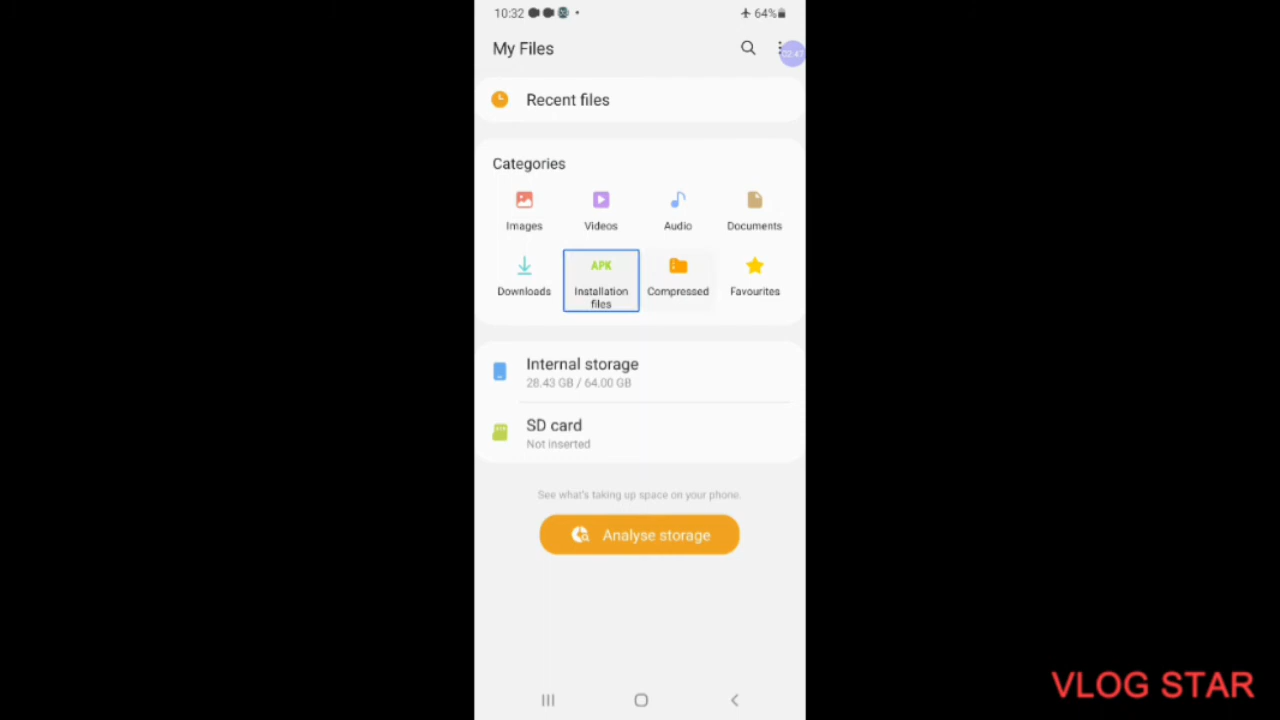 10:32
64%
My Files
02:47
Recent files
Categories
Images
Videos
Audio
Documents
APK
Downloads
Installation
files
Compressed
Favourites
Internal storage
28.43 GB / 64.00 GB
SD card
Not inserted
See what's taking up space on your phone.
Analyse storage
VLOG STAR